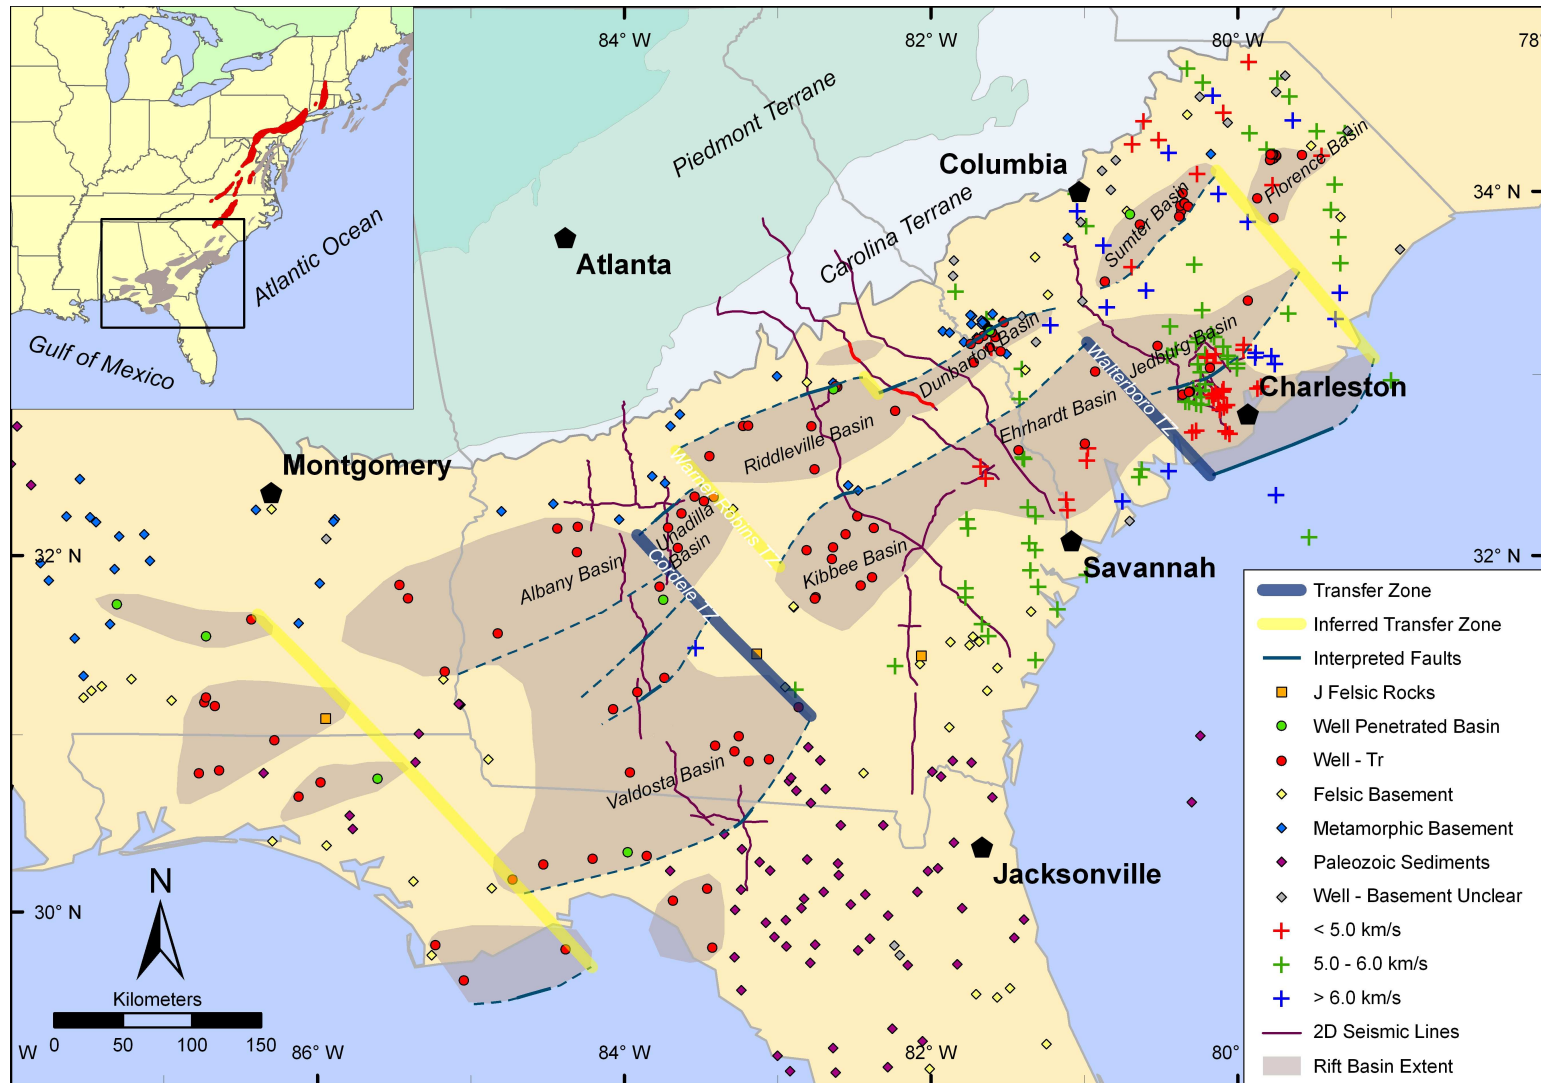 84° W
82° W
80° W
78°
Piedmont Terrane
Columbia
Florence Basin
34° N
Sumter Basin
Atlantic Ocean
Carolina Terrane
Atlanta
Gulf of Mexico
Dunbarton Basin
Jedburg Basin
Walterboro TZ
Charleston
Ehrhardt Basin
Riddleville Basin
Montgomery
Warner Robins TZ
Unadilla
Basin
32° N
Albany Basin
Cordele TZ
Kibbee Basin
Savannah
32° N
Valdosta Basin
Jacksonville
30° N
N
Kilometers
0 50 100 150
W
86° W
84° W
82° W
80°
Transfer Zone
Inferred Transfer Zone
Interpreted Faults
J Felsic Rocks
Well Penetrated Basin
Well - Tr
Felsic Basement
Metamorphic Basement
Paleozoic Sediments
Well - Basement Unclear
< 5.0 km/s
5.0 - 6.0 km/s
> 6.0 km/s
2D Seismic Lines
Rift Basin Extent